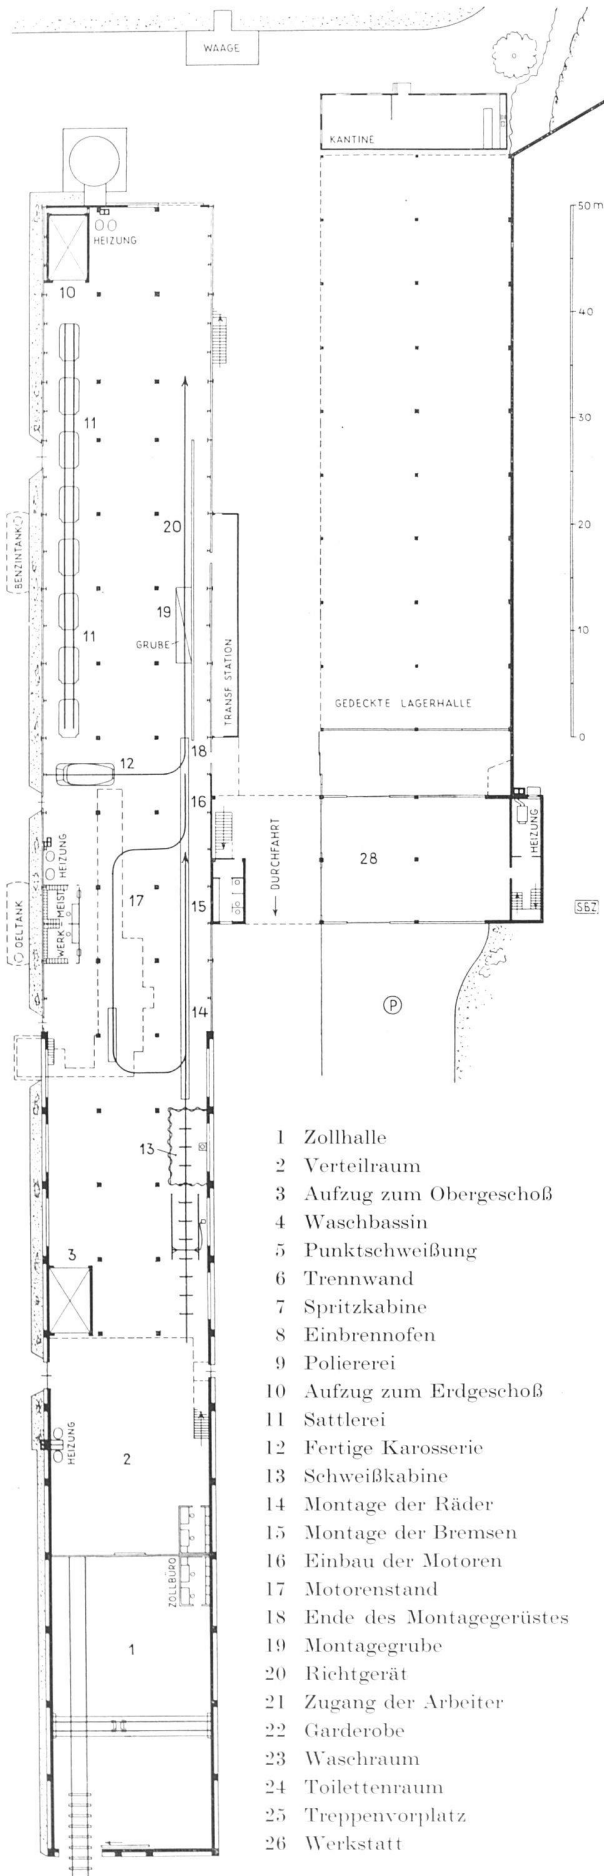 WAAGE
KANTINE
HEIZUNG
10
50 m
40
30
20
10
0
11
20
BENZINTANK
19
11
GRUBE
TRANSF. STATION
GEDECKTE LAGERHALLE
18
12
16
HEIZUNG
DURCHFAHRT
28
HEIZUNG
17
15
OELTANK
WERKMEIST.
SBZ
P
14
13
3
HEIZUNG
2
ZOLLBÜRO
1
1 Zollhalle
2 Verteilraum
3 Aufzug zum Obergeschoß
4 Waschbassin
5 Punktschweißung
6 Trennwand
7 Spritzkabine
8 Einbrennofen
9 Poliererei
10 Aufzug zum Erdgeschoß
11 Sattlerei
12 Fertige Karosserie
13 Schweißkabine
14 Montage der Räder
15 Montage der Bremsen
16 Einbau der Motoren
17 Motorenstand
18 Ende des Montagegerüstes
19 Montagegrube
20 Richtgerät
21 Zugang der Arbeiter
22 Garderobe
23 Waschraum
24 Toilettenraum
25 Treppenvorplatz
26 Werkstatt